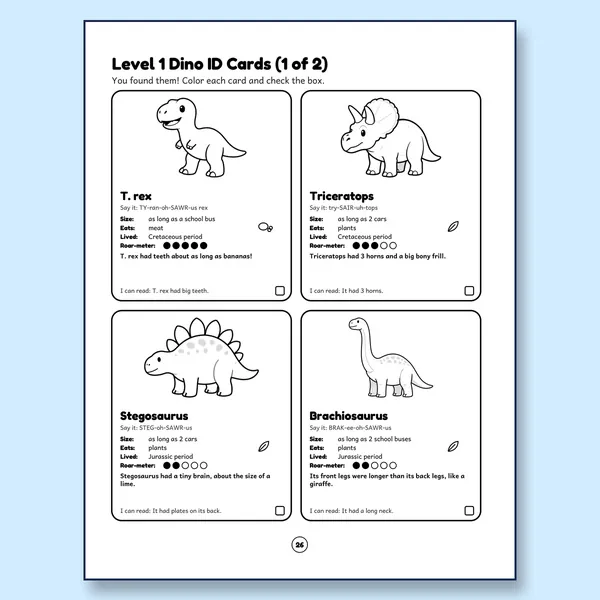 Level 1 Dino ID Cards (1 of 2)
You found them! Color each card and check the box.
T. rex
Say it: TY-ran-oh-SAWR-us rex
Size: as long as a school bus
Eats: meat
Lived: Cretaceous period
Roar-meter:
T. rex had teeth about as long as bananas!
I can read: T. rex had big teeth.
Triceratops
Say it: try-SAIR-uh-tops
Size: as long as 2 cars
Eats: plants
Lived: Cretaceous period
Roar-meter:
Triceratops had 3 horns and a big bony frill.
I can read: It had 3 horns.
Stegosaurus
Say it: STEG-oh-SAWR-us
Size: as long as 2 cars
Eats: plants
Lived: Jurassic period
Roar-meter:
Stegosaurus had a tiny brain, about the size of a
lime.
I can read: It had plates on its back.
Brachiosaurus
Say it: BRAK-ee-oh-SAWR-us
Size: as long as 2 school buses
Eats: plants
Lived: Jurassic period
Roar-meter:
Its front legs were longer than its back legs, like a
giraffe.
I can read: It had a long neck.
26